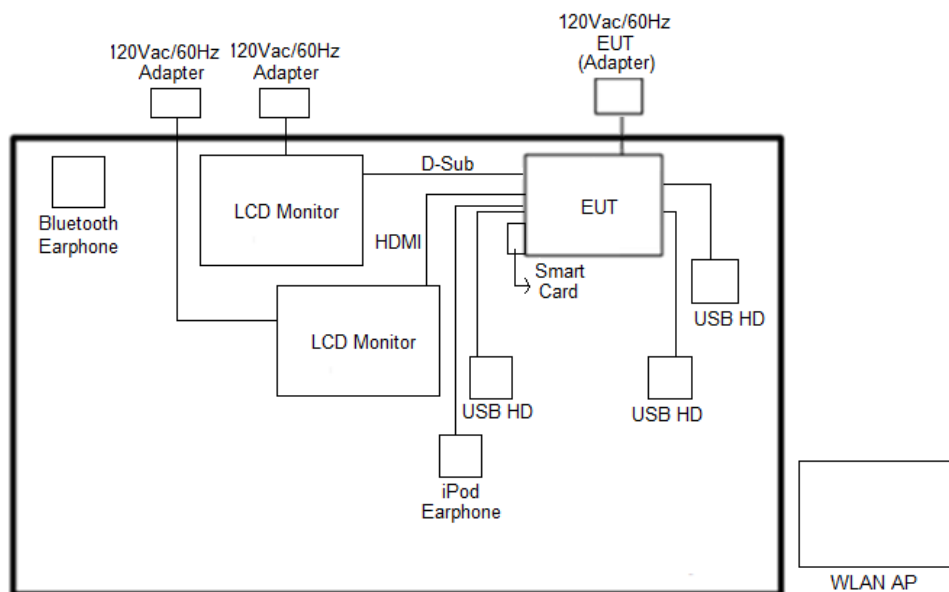 120Vac/60Hz
Adapter
120Vac/60Hz
Adapter
120Vac/60Hz
EUT
(Adapter)
Bluetooth
Earphone
LCD Monitor
D-Sub
HDMI
EUT
Smart
Card
LCD Monitor
USB HD
USB HD
USB HD
iPod
Earphone
WLAN AP